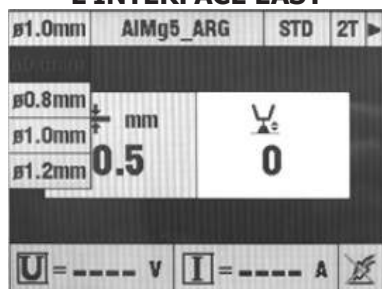 L'INTERFACE EASY
ø1.0mm AlMg5_ARG STD 2T
ø0.8mm
ø1.0mm mm
ø1.2mm 0.5 0
U = ---- V I = ---- A